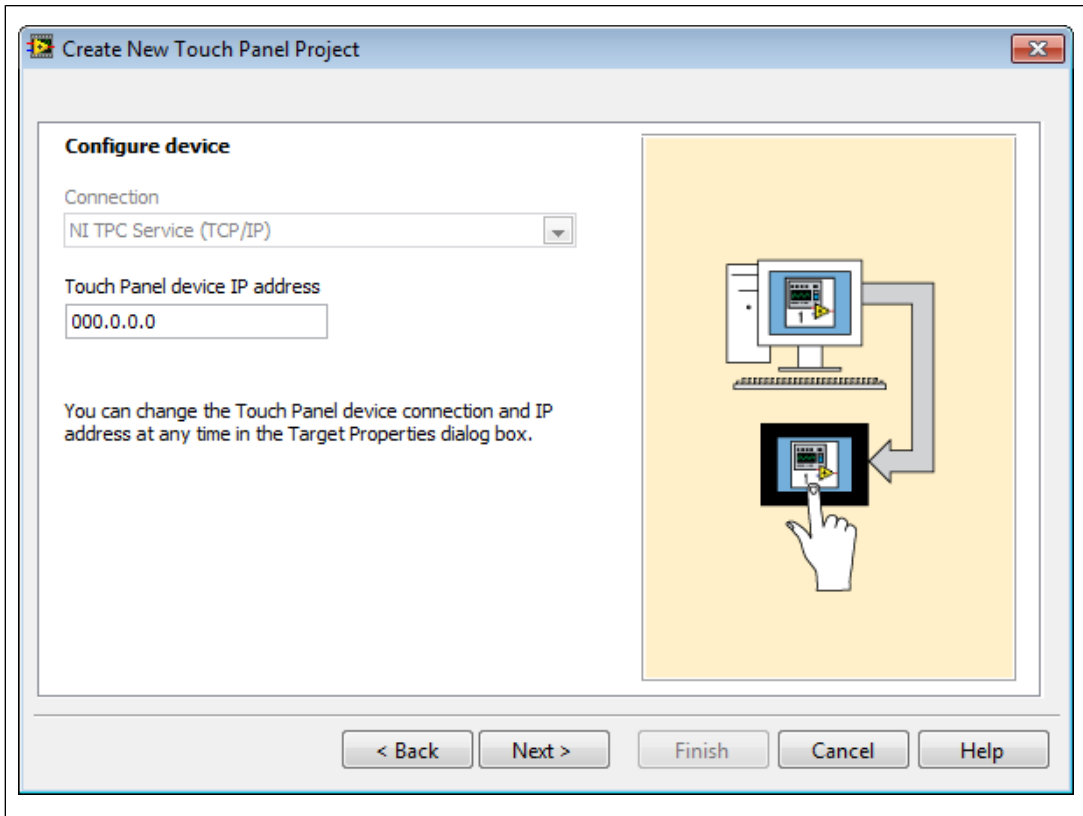 Create New Touch Panel Project
Configure device
Connection
NI TPC Service (TCP/IP)
Touch Panel device IP address
000.0.0.0
You can change the Touch Panel device connection and IP
address at any time in the Target Properties dialog box.
1
1
< Back Next > Finish Cancel Help